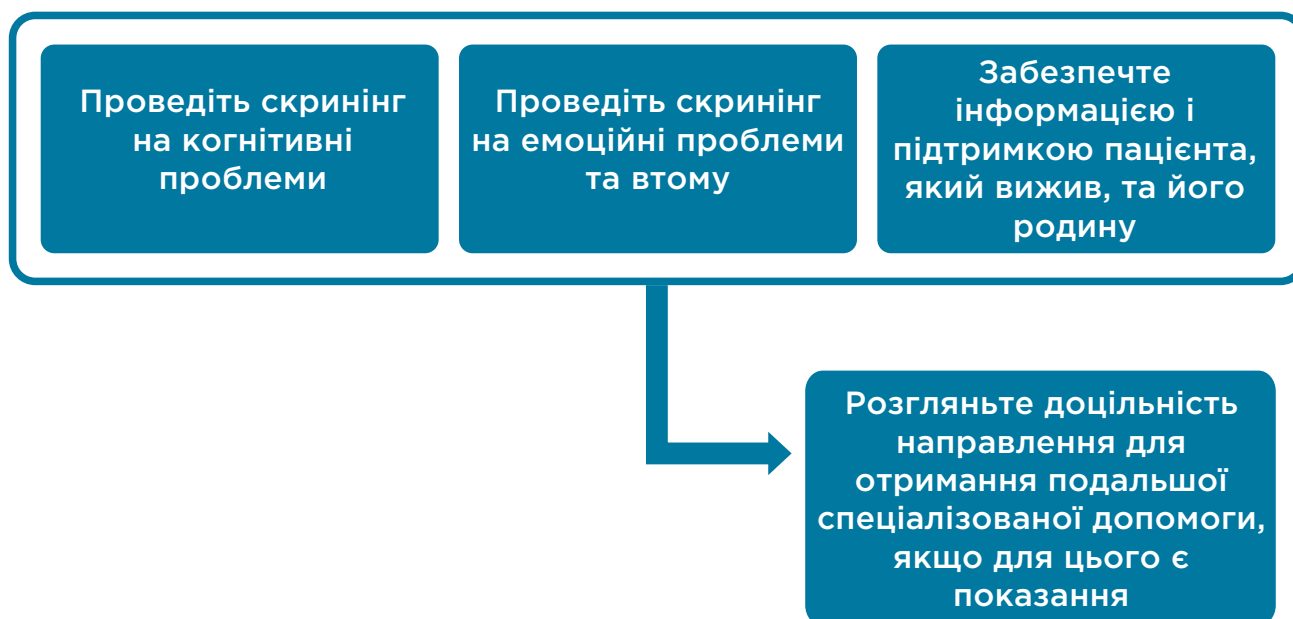 Проведіть скринінг
на когнітивні
проблеми
Проведіть скринінг
на емоційні проблеми
та втому
Забезпечте
інформацією і
підтримкою пацієнта,
який вижив, та його
родину
Розгляньте доцільність
направлення для
отримання подальшої
спеціалізованої допомоги,
якщо для цього є
показання